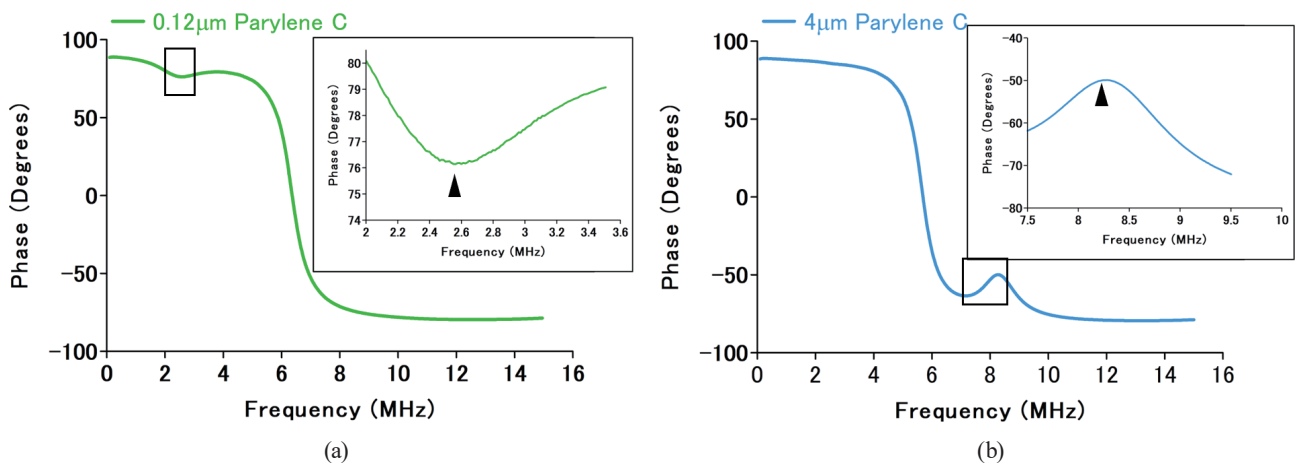 0.12μm Parylene C
100
50
0
−50
−100
Phase (Degrees)
0 2 4 6 8 10 12 14 16
Frequency (MHz)
80
79
78
77
76
75
74
Phase (Degrees)
2 2.2 2.4 2.6 2.8 3 3.2 3.4 3.6
Frequency (MHz)
(a)
4μm Parylene C
100
50
0
−50
−100
Phase (Degrees)
0 2 4 6 8 10 12 14 16
Frequency (MHz)
−40
−50
−60
−70
−80
Phase (Degrees)
7.5 8 8.5 9 9.5 10
Frequency (MHz)
(b)